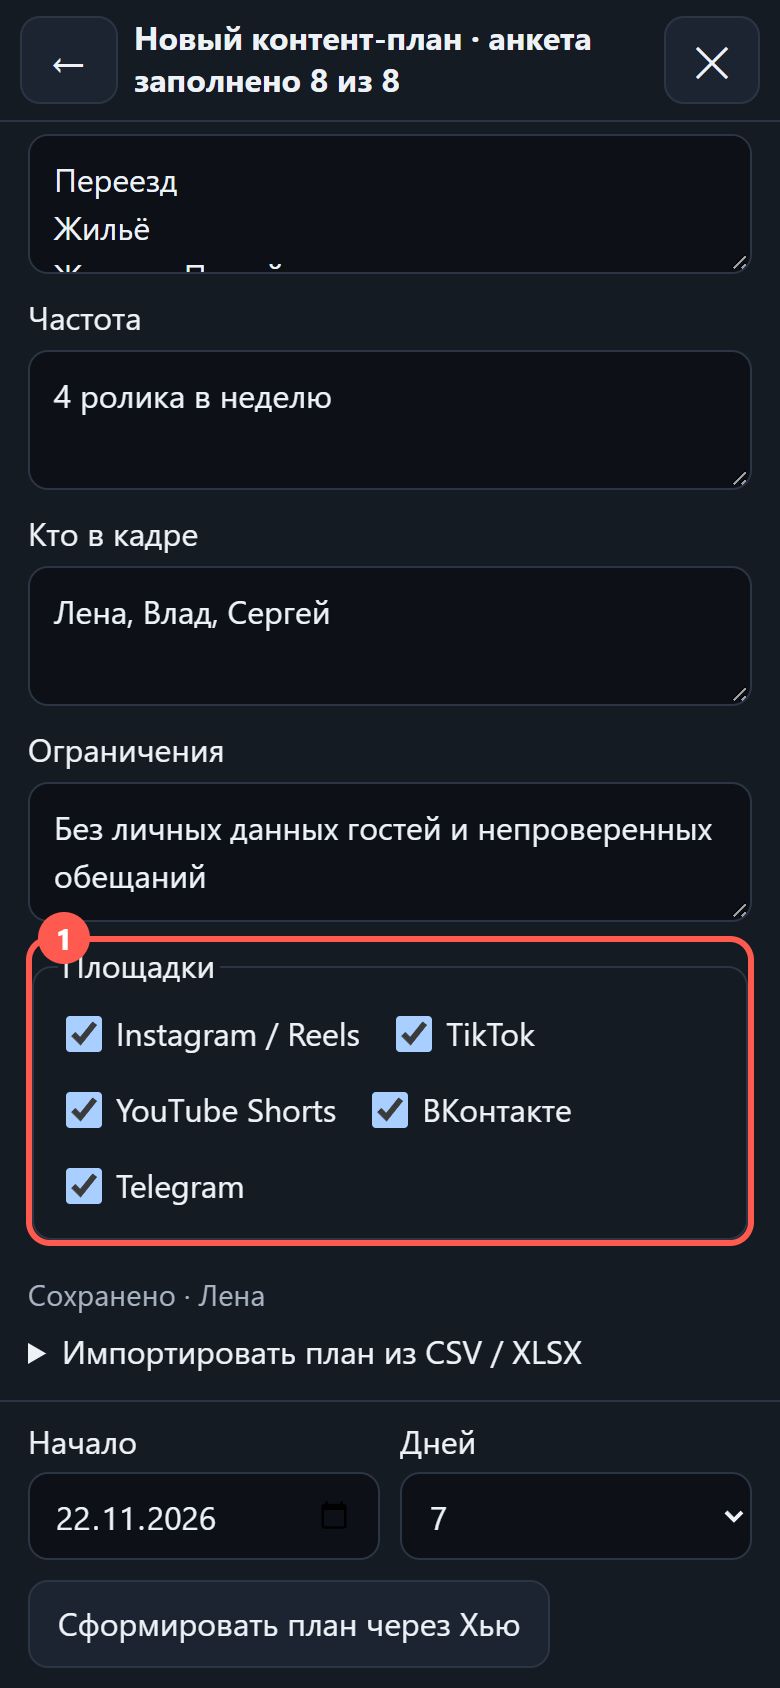 ←
Новый контент-план · анкета
заполнено 8 из 8
Переезд
Жильё
Частота
4 ролика в неделю
Кто в кадре
Лена, Влад, Сергей
Ограничения
Без личных данных гостей и непроверенных
обещаний
1
Площадки
Instagram / Reels TikTok
YouTube Shorts ВКонтакте
Telegram
Сохранено · Лена
Импортировать план из CSV / XLSX
Начало Дней
22.11.2026 7
Сформировать план через Хью